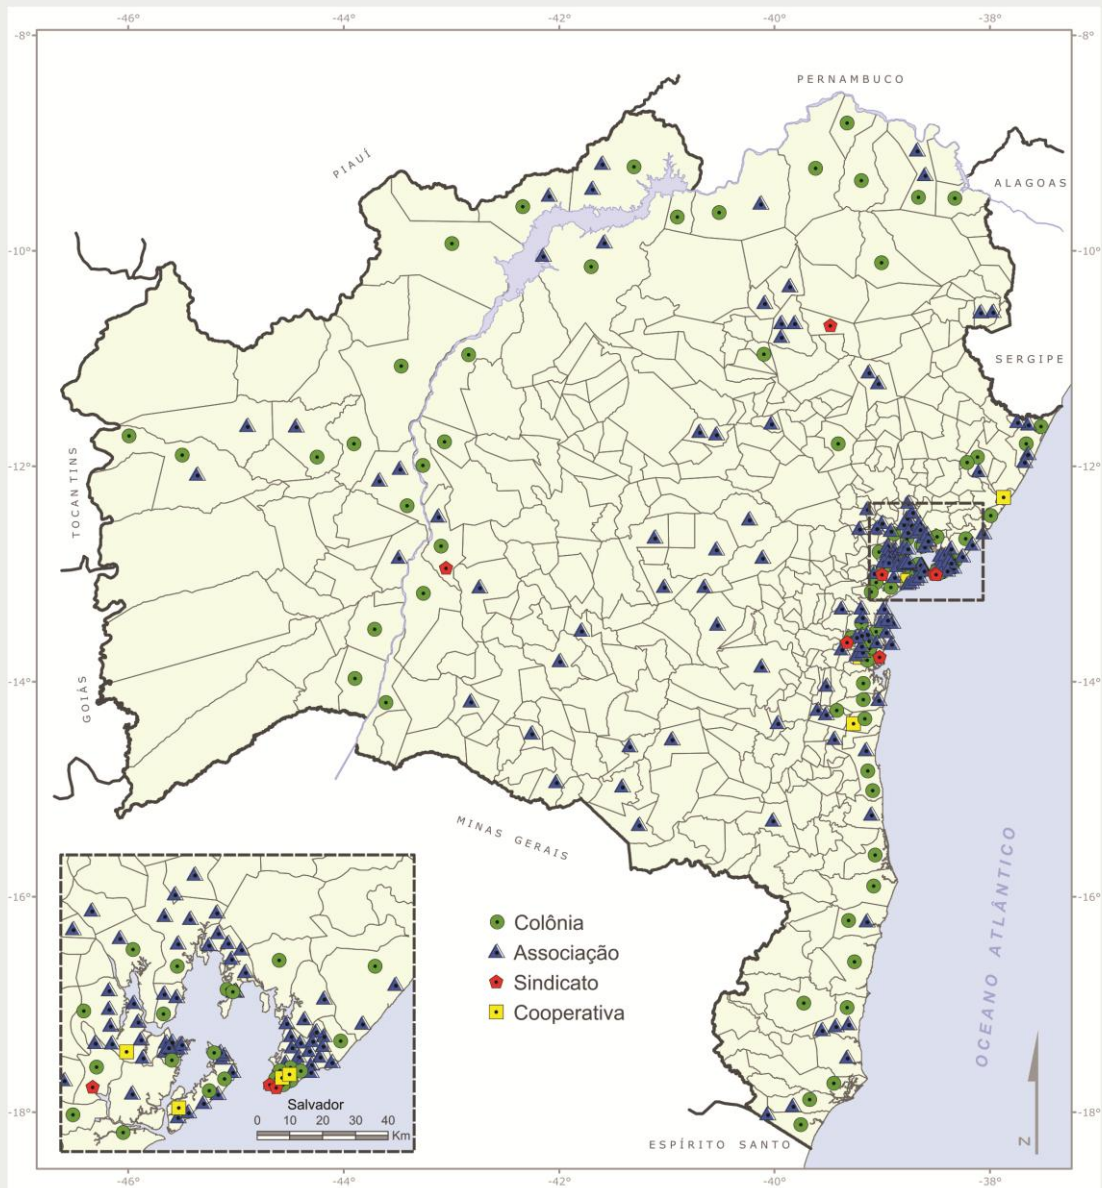 -46° -44° -42° -40° -38°
-8° -8°
PERNAMBUCO
PIAUÍ
ALAGOAS
-10° -10°
SERGIPE
-12° -12°
TOCANTINS
-14° -14°
GOIÁS
MINAS GERAIS
OCEANO ATLÂNTICO
-16° -16°
Colônia
Associação
Sindicato
Cooperativa
Salvador
0 10 20 30 40
Km
-18° -18°
ESPÍRITO SANTO
N
-46° -44° -42° -40° -38°